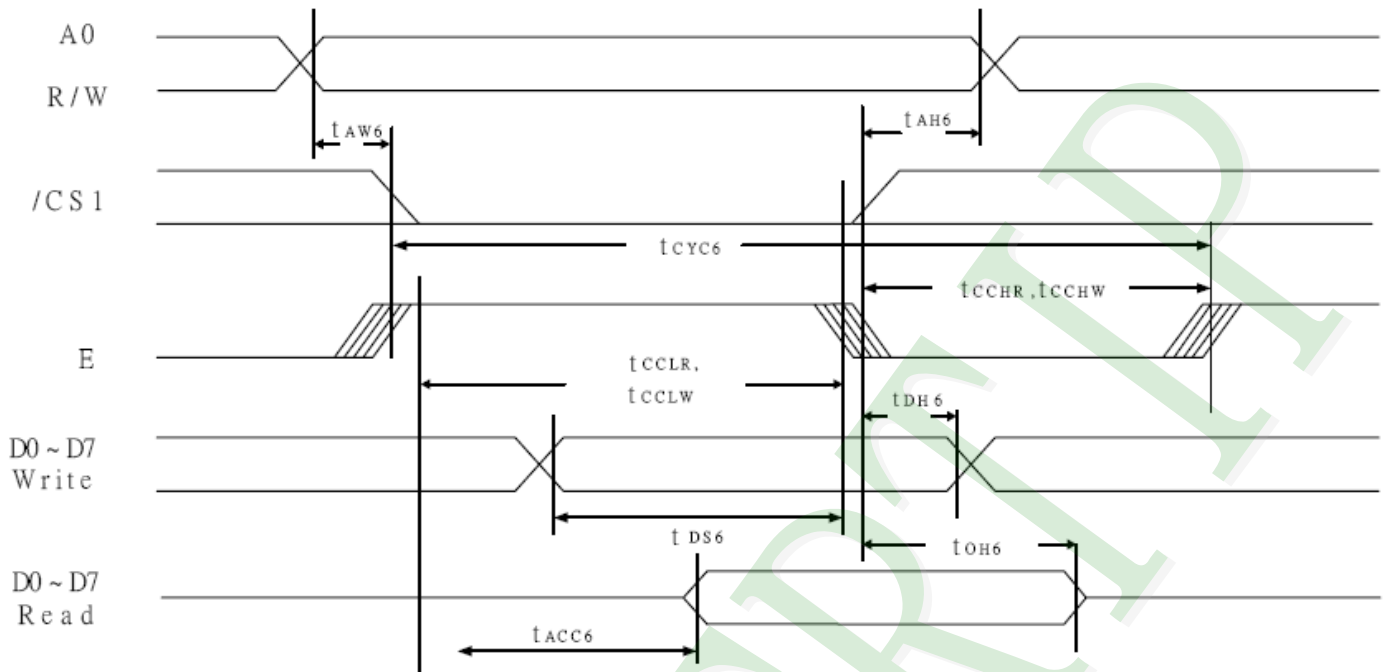 A0
R/W
tAW6
tAH6
/CS1
tCYC6
tCCHR,tCCHW
E
tCCLR,
tCCLW
tDH6
D0~D7
Write
tDS6
tOH6
D0~D7
Read
tACC6